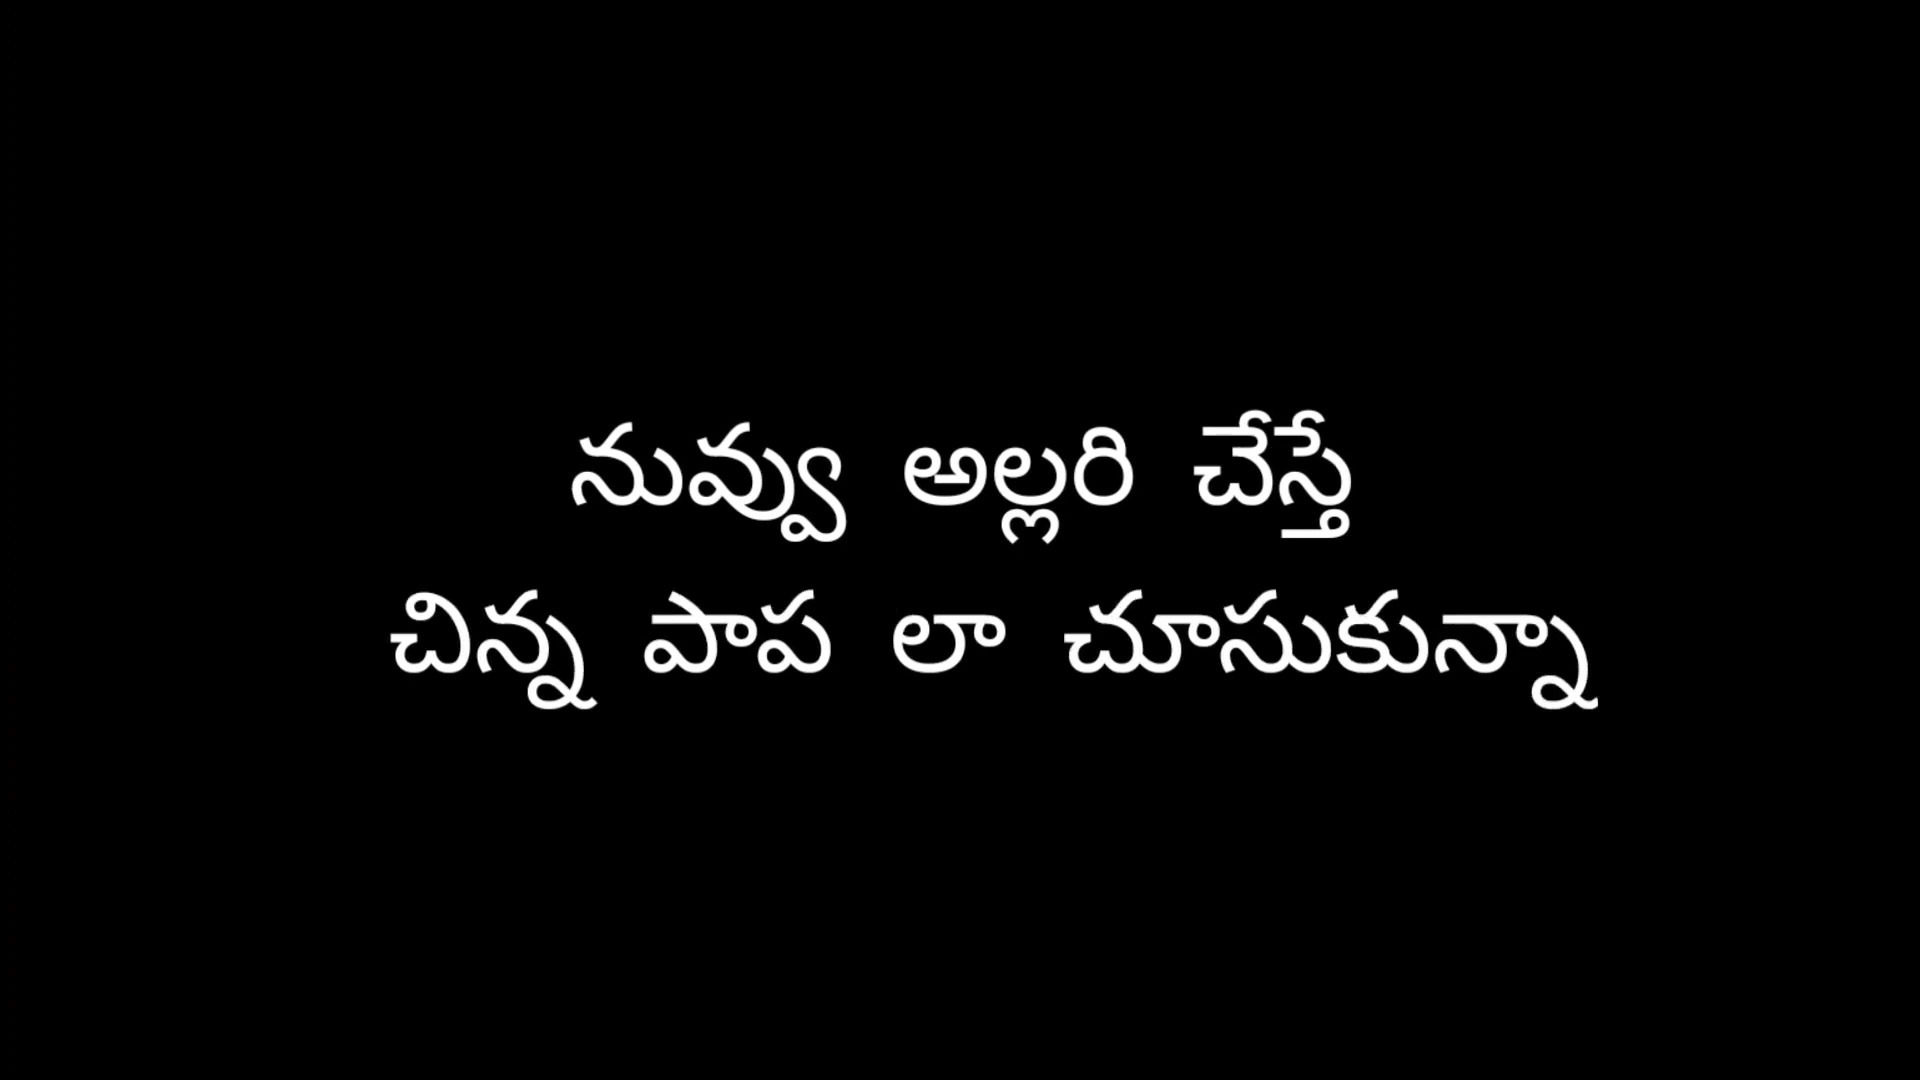 నువ్వు అల్లరి చేస్తే
చిన్న పాప లా చూసుకున్నా